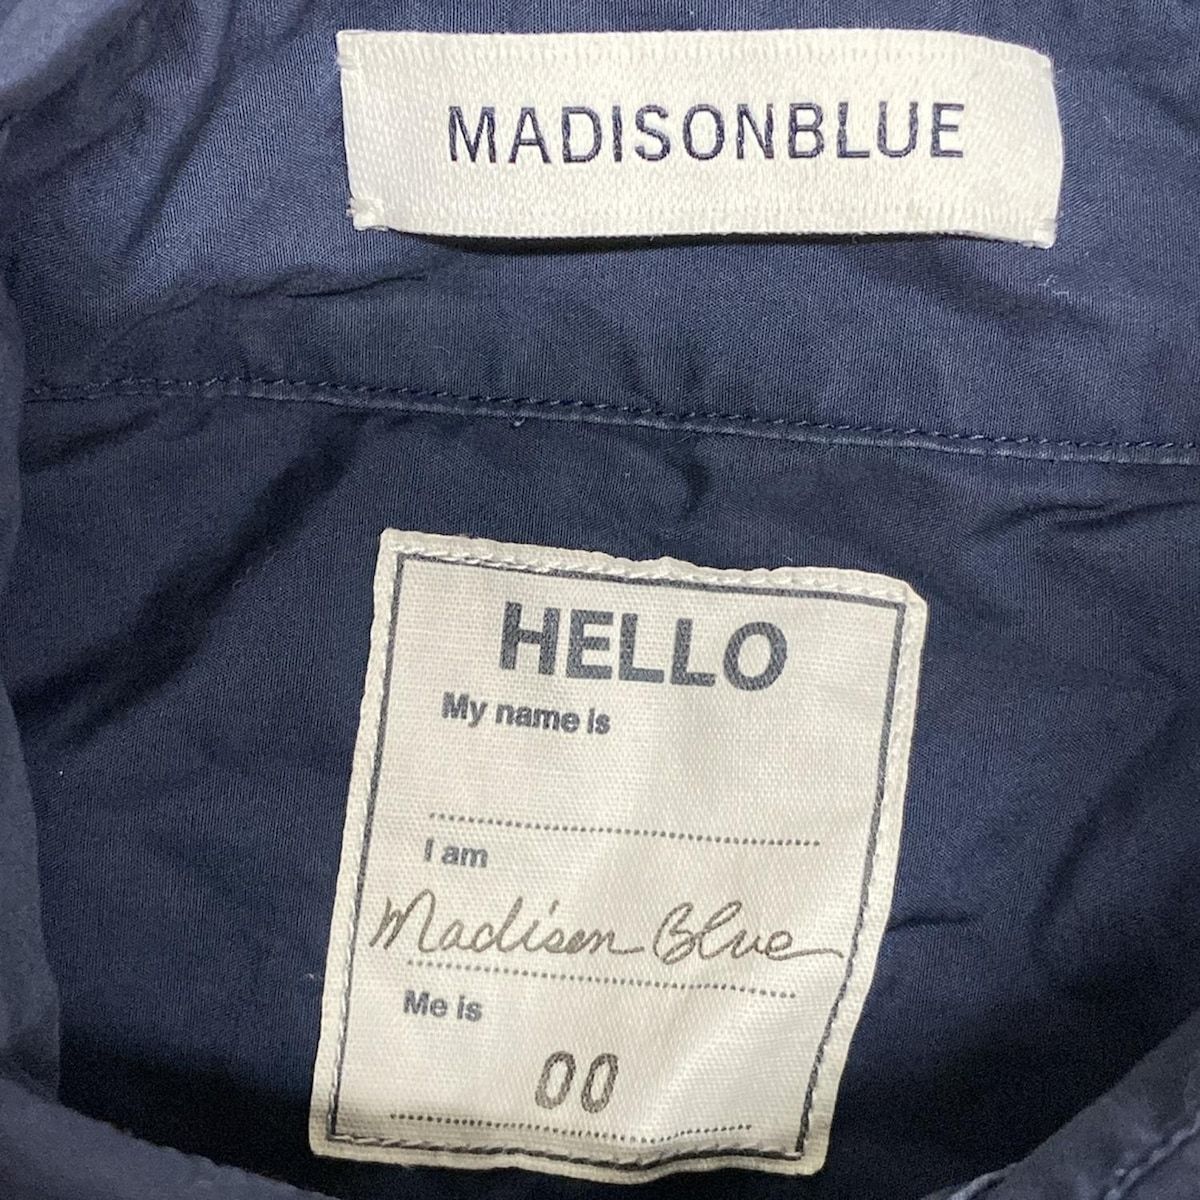 MADISONBLUE
HELLO
My name is
I am
Madison Blue
Me is
00